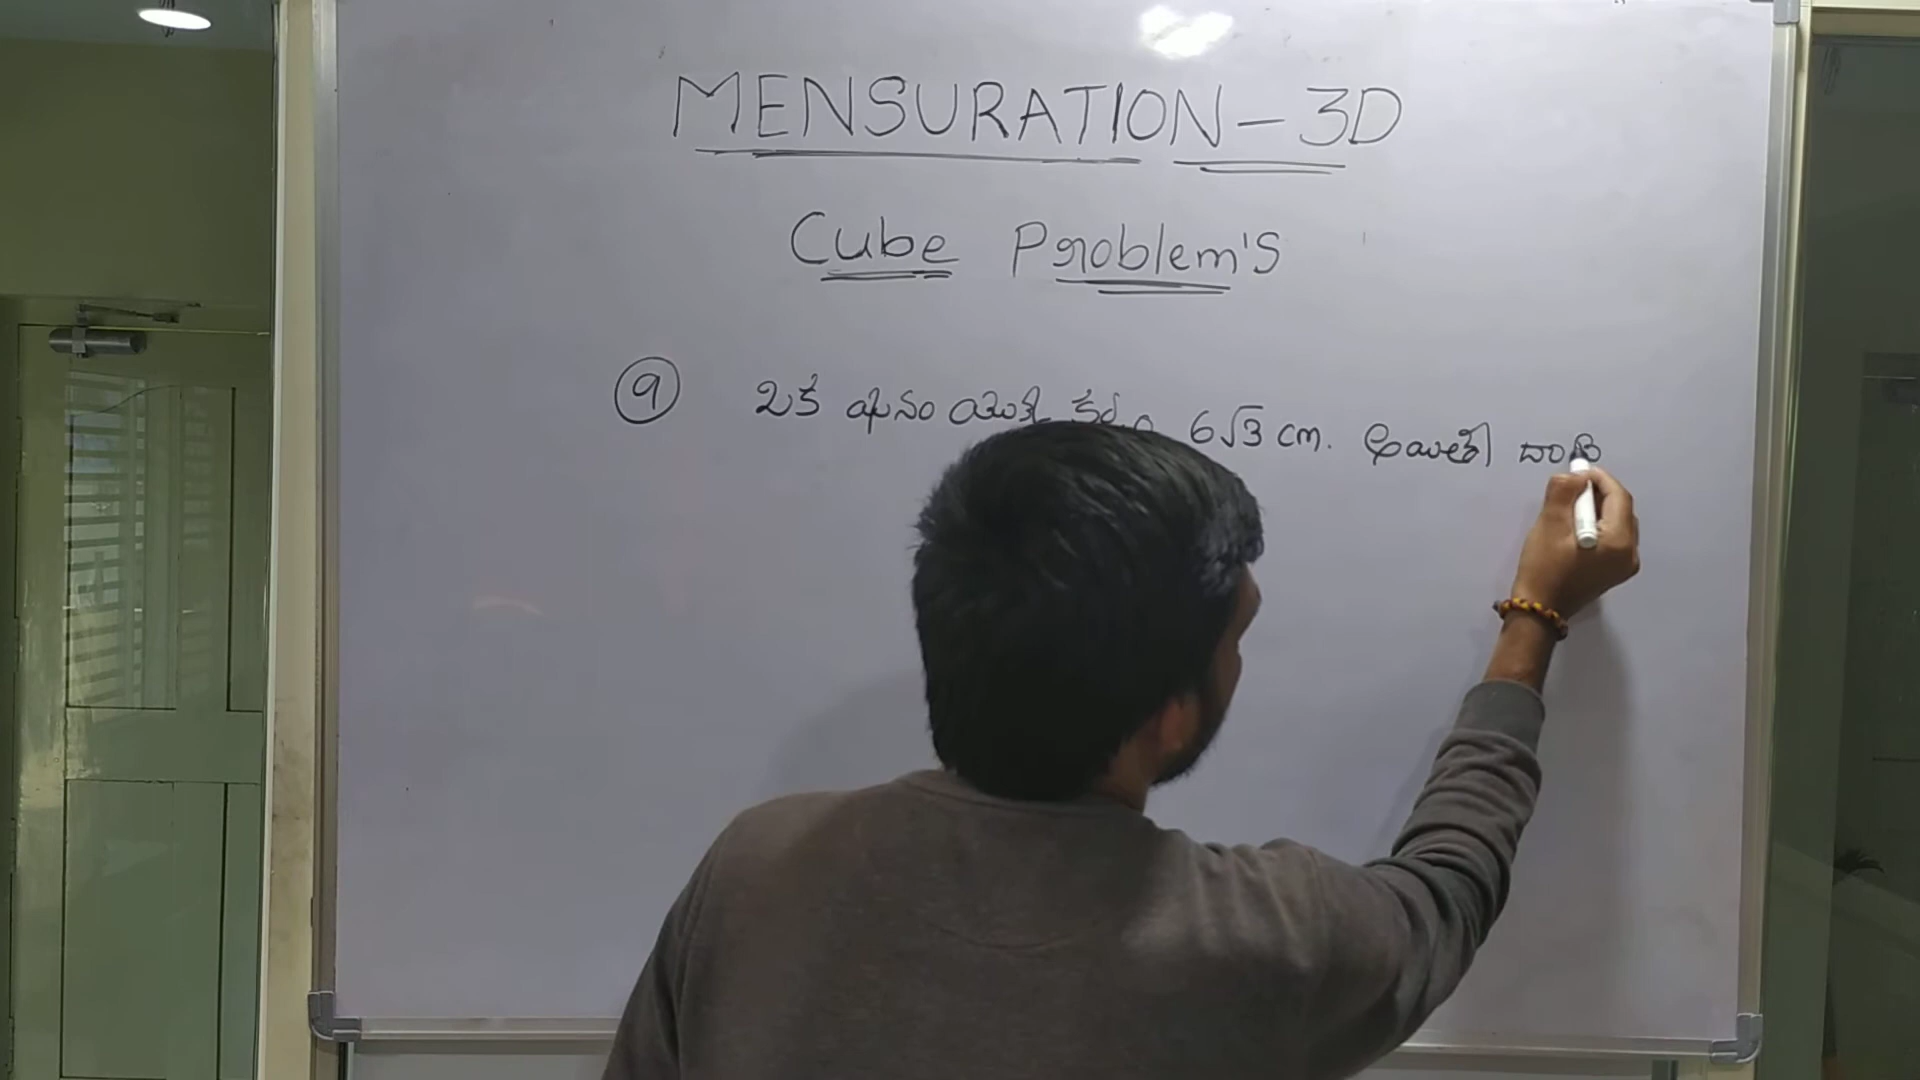 MENSURATION - 3D
Cube Problem's
9 ఒక ఘనం యొక్క 6√3 cm. అయితే దాని